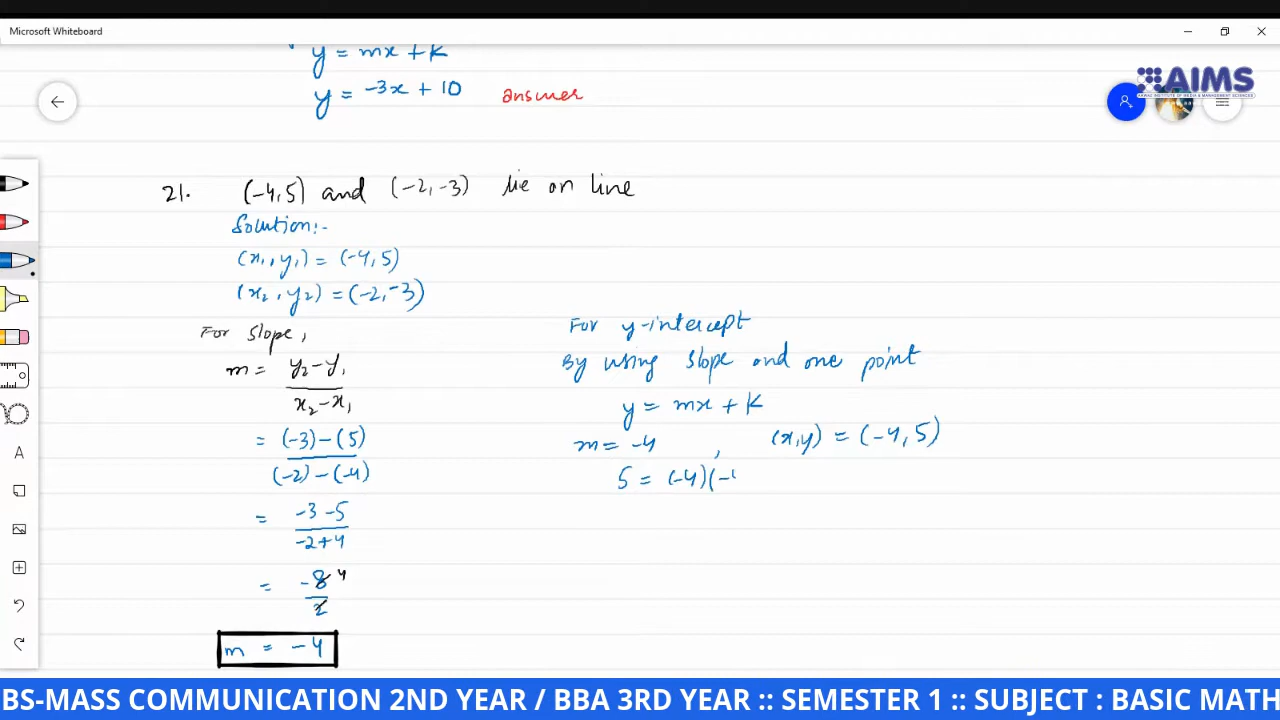 Microsoft Whiteboard
y = mx + k
y = -3x + 10 answer
AIMS
21. (-4,5) and (-2,-3) lie on line
Solution:-
(x₁,y₁) = (-4,5)
(x₂,y₂) = (-2,-3)
For slope,
m = y₂-y₁
x₂-x₁
= (-3)-(5)
(-2)-(-4)
= -3-5
-2+4
= -8 4
2
m = -4
For y-intercept
By using slope and one point
y = mx + k
m = -4 , (x,y) = (-4,5)
5 = (-4)(-
A
BS-MASS COMMUNICATION 2ND YEAR / BBA 3RD YEAR :: SEMESTER 1 :: SUBJECT : BASIC MATH